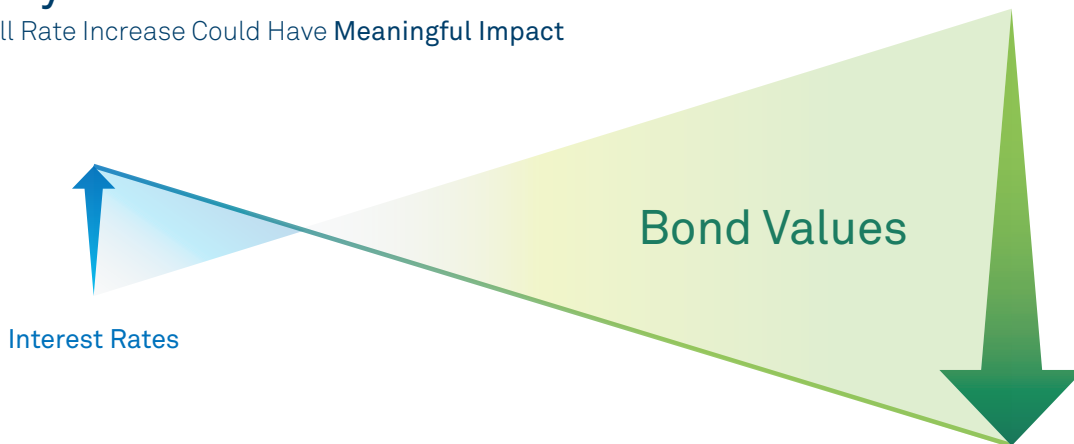 ll Rate Increase Could Have Meaningful Impact
Bond Values
Interest Rates